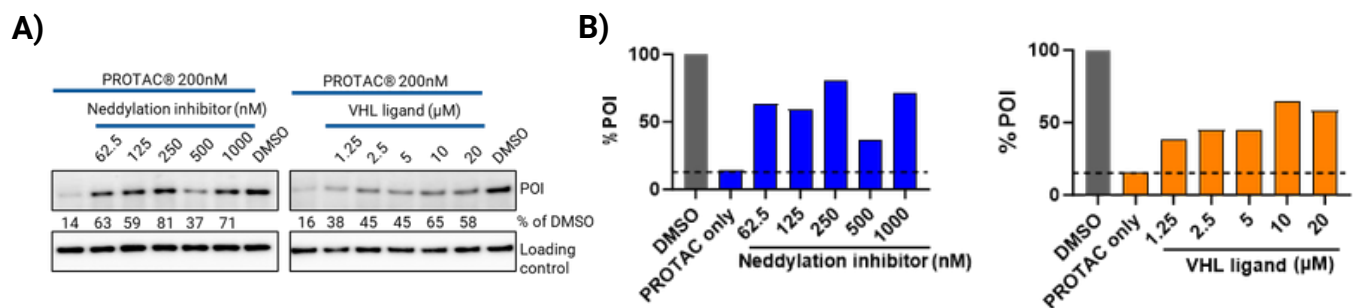 A)
PROTAC® 200nM
Neddylation inhibitor (nM)
62.5 125 250 500 1000 DMSO
PROTAC® 200nM
VHL ligand (µM)
1.25 2.5 5 10 20 DMSO
POI
14 63 59 81 37 71
16 38 45 45 65 58
% of DMSO
Loading
control
B)
% POI
100
50
0
DMSO
PROTAC only
62.5
125
250
500
1000
Neddylation inhibitor (nM)
% POI
100
50
0
DMSO
PROTAC only
1.25
2.5
5
10
20
VHL ligand (µM)